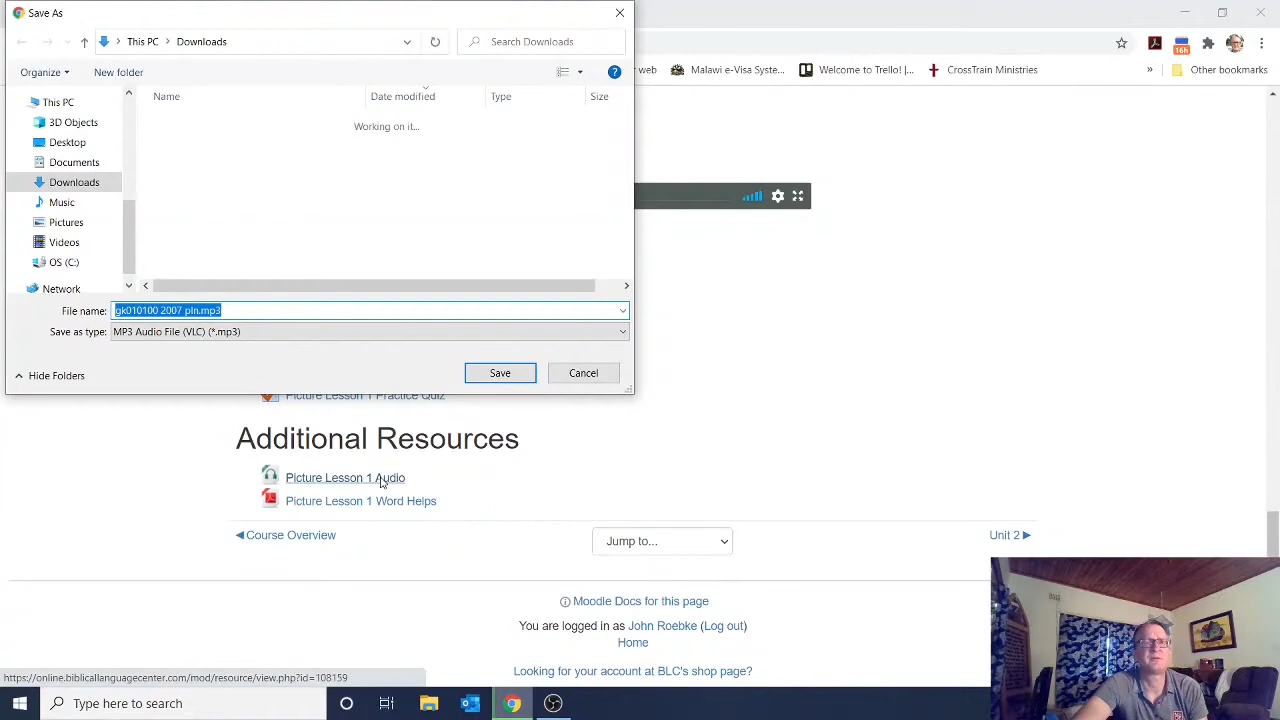 Save As
This PC > Downloads
Search Downloads
16h
Organize
New folder
web
Malawi e-Visa Syste...
Welcome to Trello! |...
CrossTrain Ministries
»
Other bookmarks
Name
Date modified
Type
Size
Working on it...
This PC
3D Objects
Desktop
Documents
Downloads
Music
Pictures
Videos
OS (C:)
Network
File name:
gk010100 2007 pln.mp3
Save as type:
MP3 Audio File (VLC) (*.mp3)
Hide Folders
Save
Cancel
Picture Lesson 1 Practice Quiz
Additional Resources
Picture Lesson 1 Audio
Picture Lesson 1 Word Helps
◀ Course Overview
Jump to...
Unit 2 ▶
Moodle Docs for this page
You are logged in as John Roebke (Log out)
Home
Looking for your account at BLC's shop page?
https://online.biblicallanguagecenter.com/mod/resource/view.php?id=108159
Type here to search